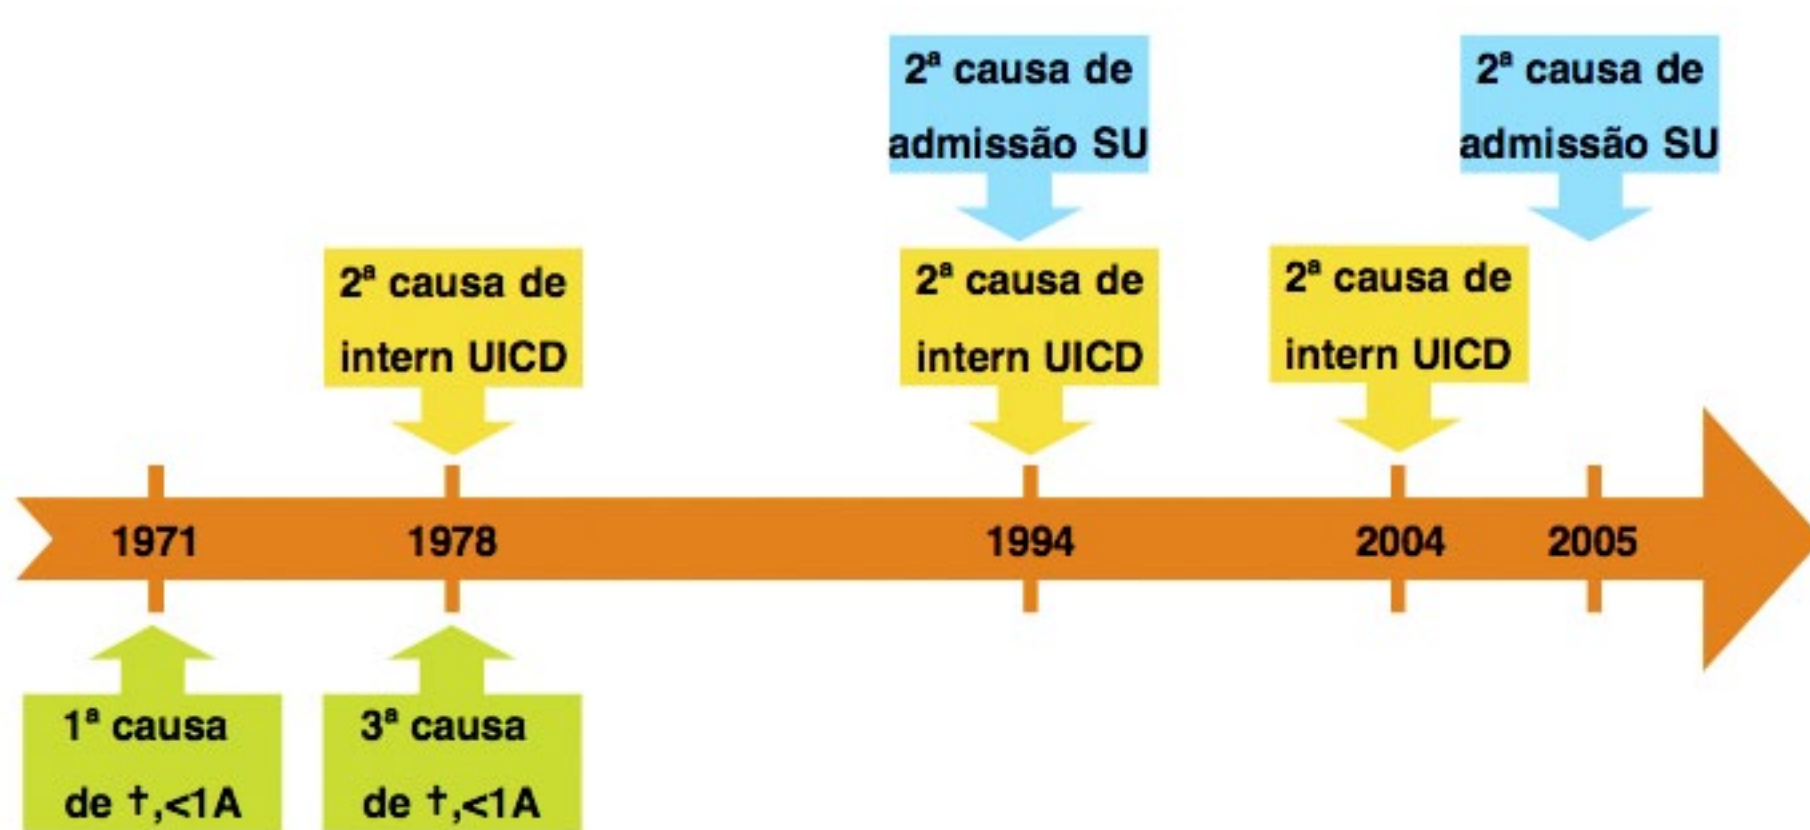 2ª causa de
admissão SU
2ª causa de
admissão SU
2ª causa de
intern UICD
2ª causa de
intern UICD
2ª causa de
intern UICD
1971
1978
1994
2004
2005
1ª causa
de †,<1A
3ª causa
de †,<1A